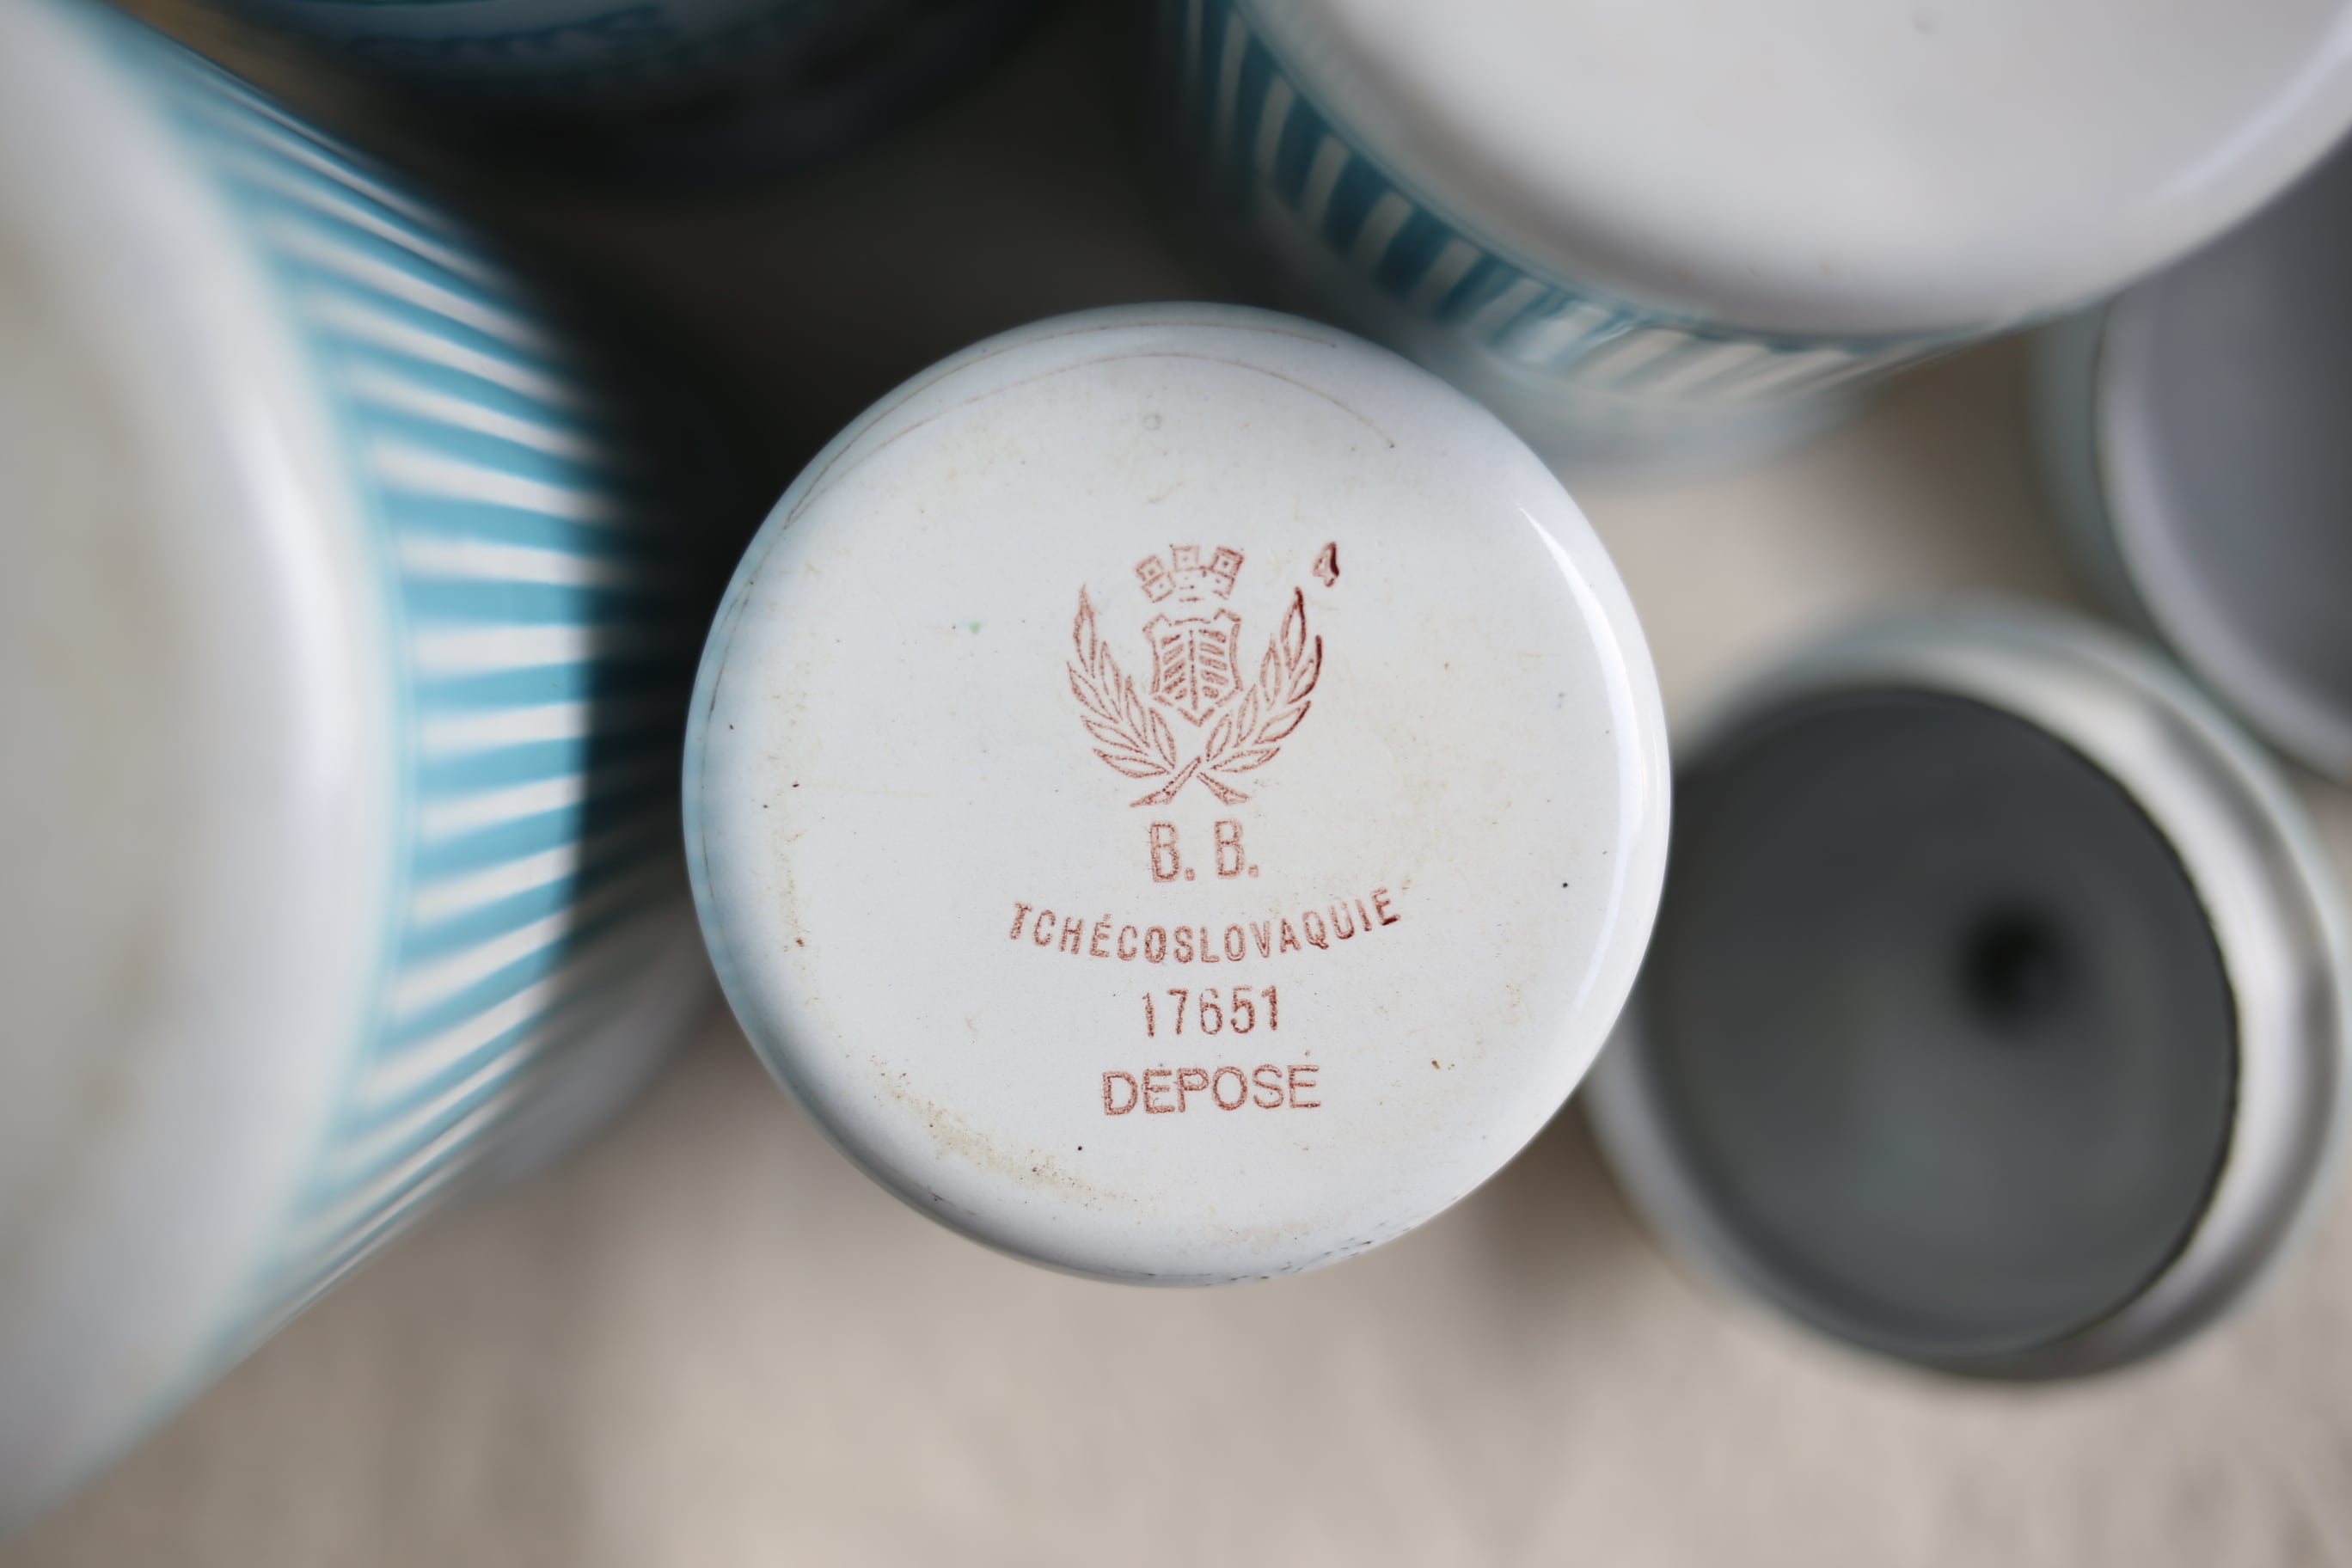 4
B. B.
TCHÉCOSLOVAQUIE
17651
DÉPOSÉ